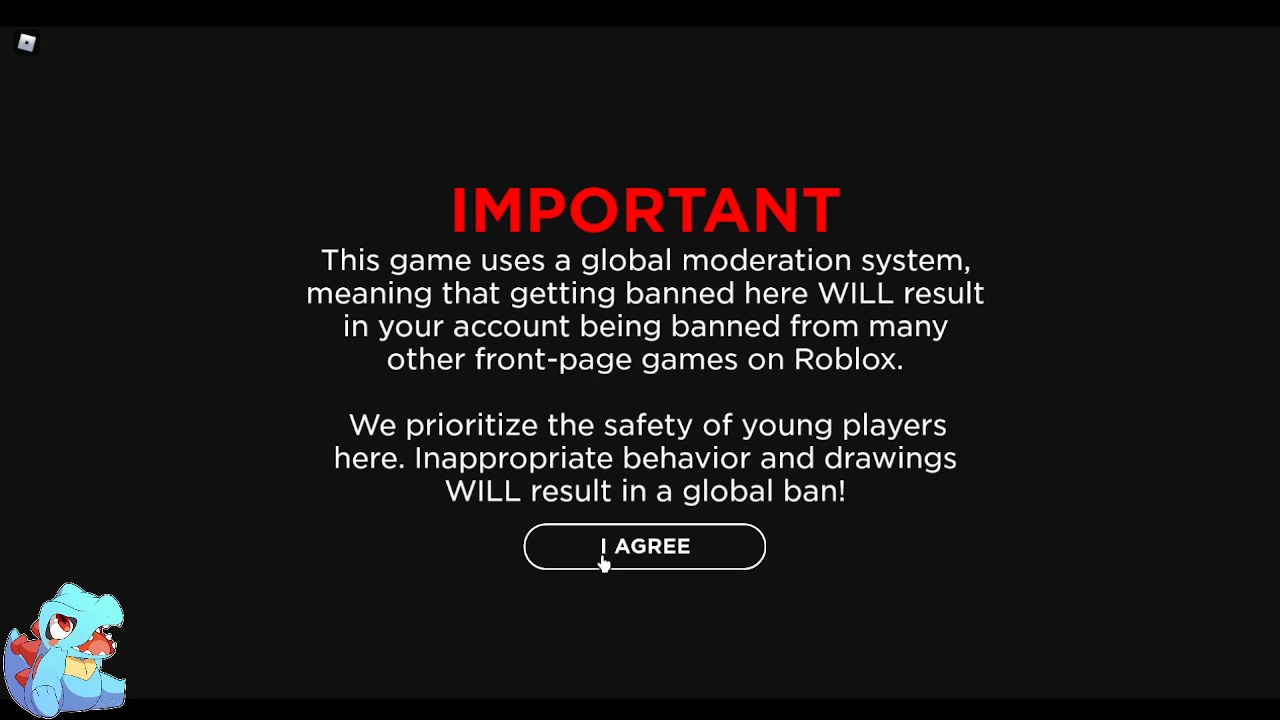 IMPORTANT
This game uses a global moderation system,
meaning that getting banned here WILL result
in your account being banned from many
other front-page games on Roblox.
We prioritize the safety of young players
here. Inappropriate behavior and drawings
WILL result in a global ban!
I AGREE